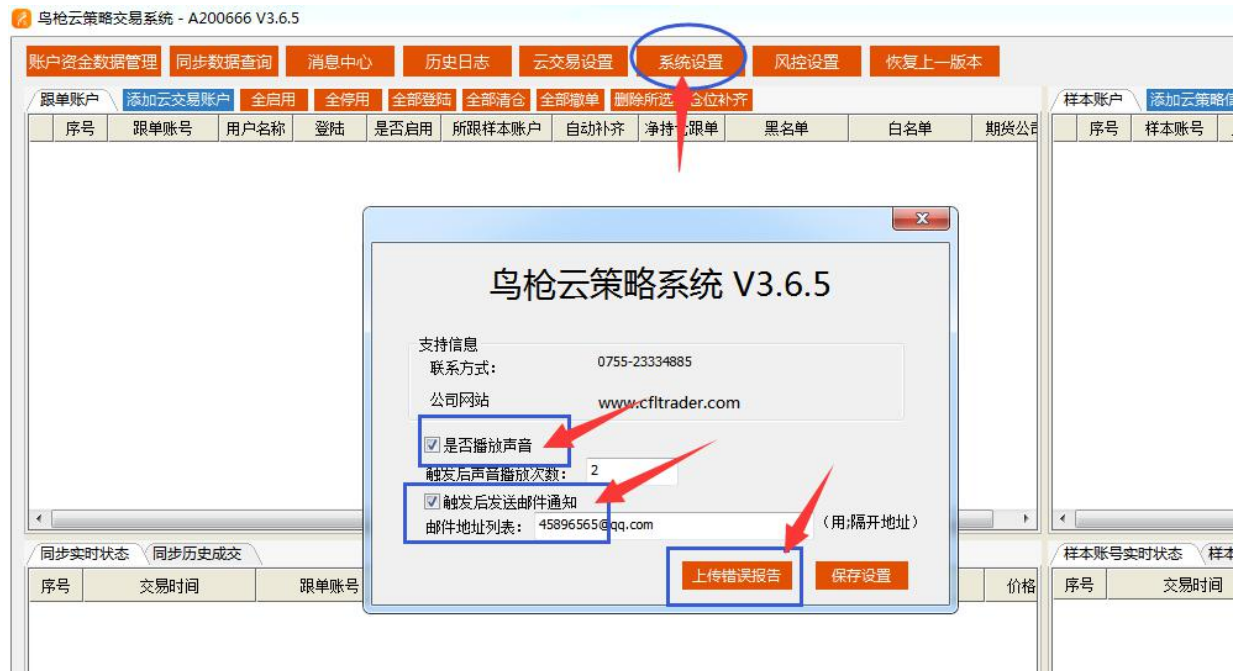 鸟枪云策略交易系统 - A200666 V3.6.5
账户资金数据管理 同步数据查询 消息中心 历史日志 云交易设置 系统设置 风控设置 恢复上一版本
跟单账户 添加云交易账户 全启用 全停用 全部登陆 全部清仓 全部撤单 删除所选 仓位补齐 样本账户 添加云策略信
序号 跟单账号 用户名称 登陆 是否启用 所跟样本账户 自动补齐 净持仓跟单 黑名单 白名单 期货公司 序号 样本账号
鸟枪云策略系统 V3.6.5
支持信息
联系方式： 0755-23334885
公司网站 www.cfltrader.com
是否播放声音
触发后声音播放次数： 2
触发后发送邮件通知
邮件地址列表： 45896565@qq.com （用;隔开地址）
上传错误报告 保存设置
同步实时状态 同步历史成交 样本账号实时状态 样本
序号 交易时间 跟单账号 价格 序号 交易时间